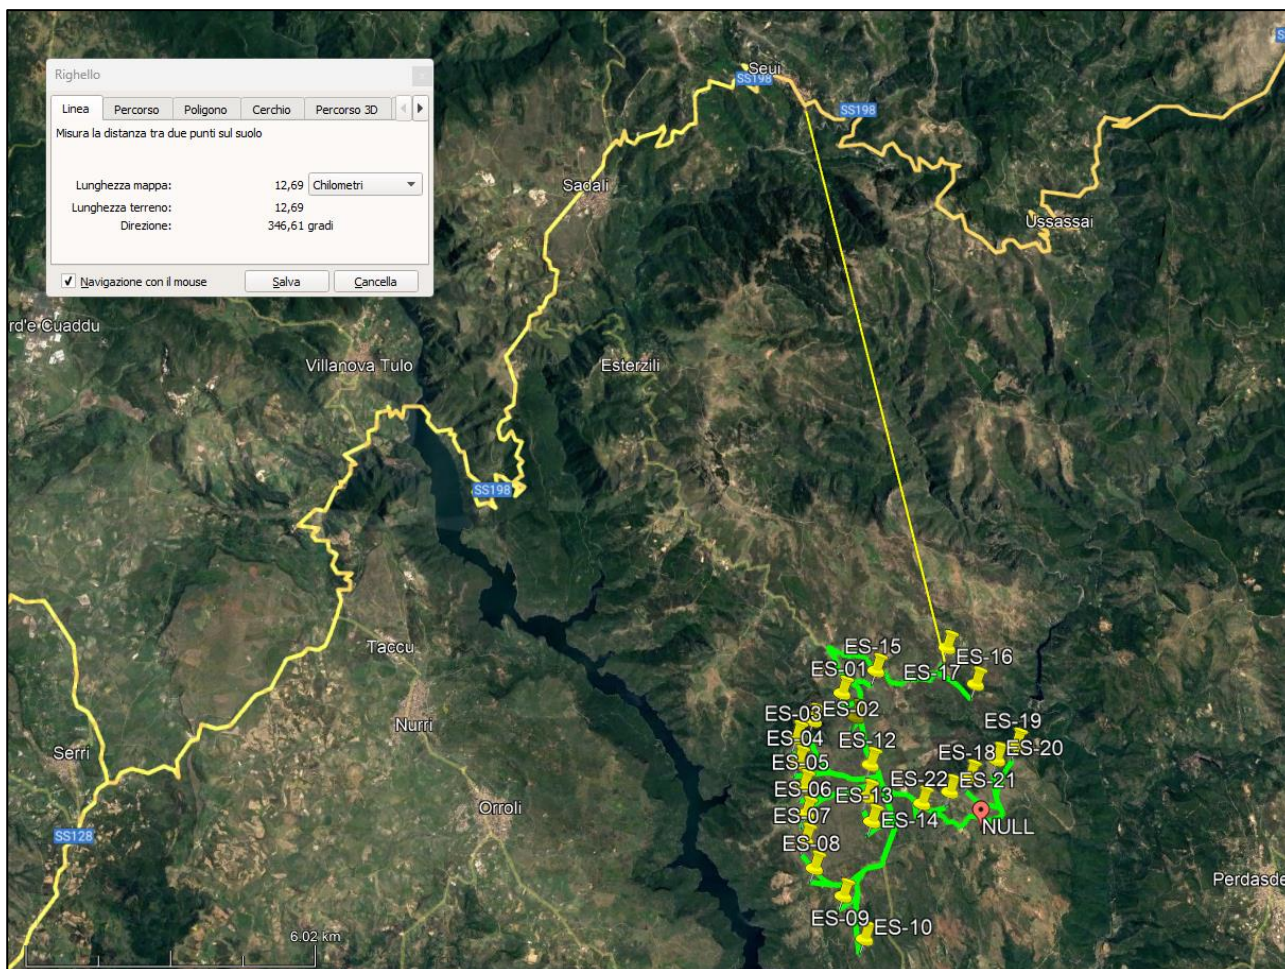 Righello
Linea Percorso Poligono Cerchio Percorso 3D
Misura la distanza tra due punti sul suolo
Lunghezza mappa: 12,69 Chilometri
Lunghezza terreno: 12,69
Direzione: 346,61 gradi
Navigazione con il mouse Salva Cancella
Seui
SS198
SS198
Sadali
Ussassai
rd'e Cuaddu
Villanova Tulo
Esterzili
SS198
Taccu
Nurri
Serri
Orroli
SS128
ES-15
ES-16
ES-01
ES-17
ES-03
ES-02
ES-19
ES-04
ES-12
ES-18
ES-20
ES-05
ES-22
ES-21
ES-06
ES-13
ES-07
ES-14
NULL
ES-08
Perdasde
ES-09
ES-10
6.02 km